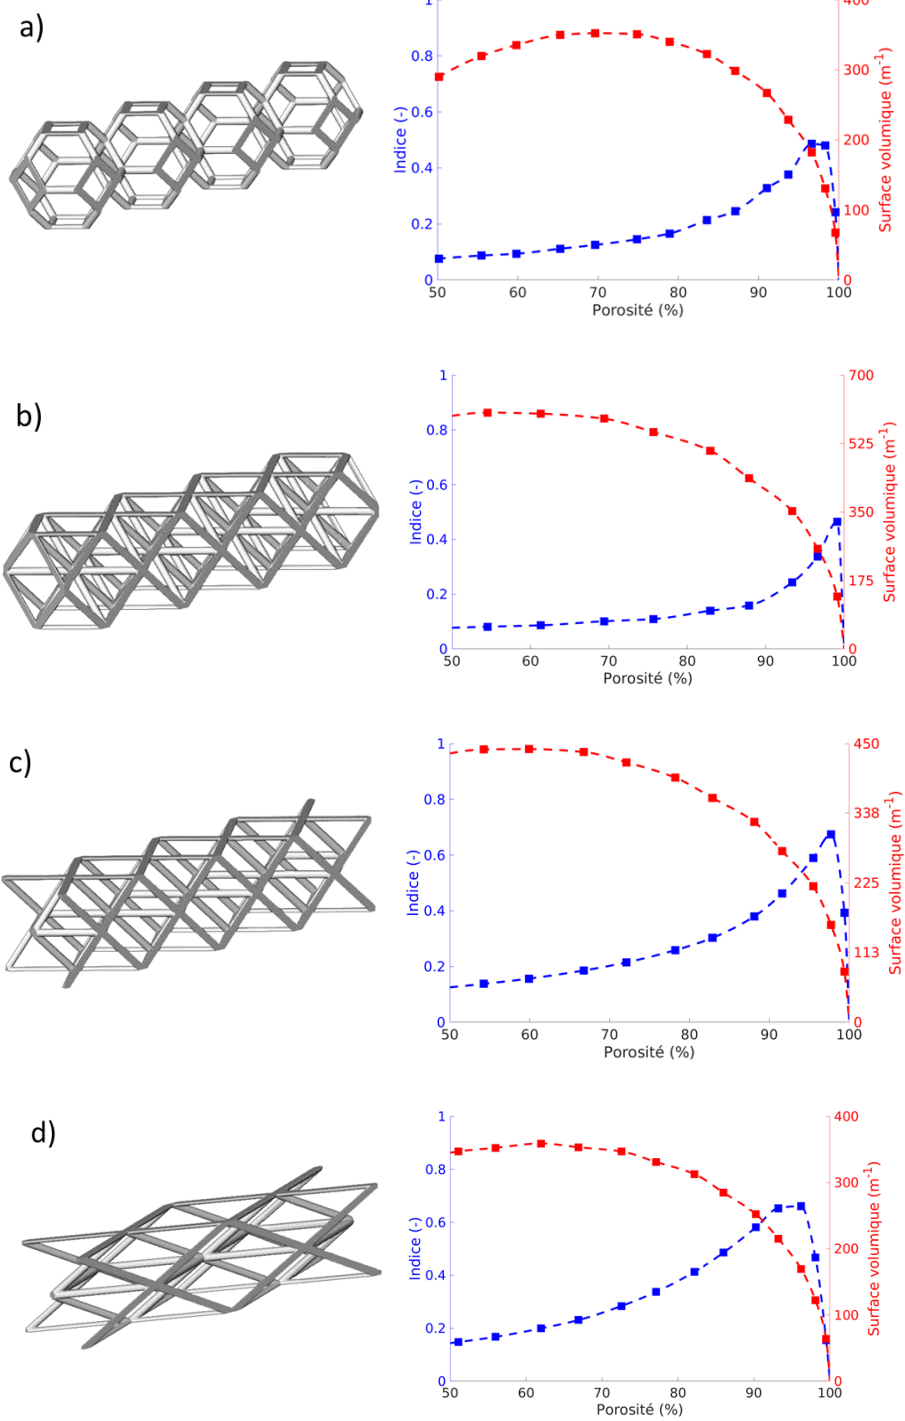 a)
1
0.8
0.6
0.4
0.2
0
Indice (-)
400
300
200
100
0
Surface volumique (m-1)
50 60 70 80 90 100
Porosité (%)
b)
1
0.8
0.6
0.4
0.2
0
Indice (-)
700
525
350
175
0
Surface volumique (m-1)
50 60 70 80 90 100
Porosité (%)
c)
1
0.8
0.6
0.4
0.2
0
Indice (-)
450
338
225
113
0
Surface volumique (m-1)
50 60 70 80 90 100
Porosité (%)
d)
1
0.8
0.6
0.4
0.2
0
Indice (-)
400
300
200
100
0
Surface volumique (m-1)
50 60 70 80 90 100
Porosité (%)